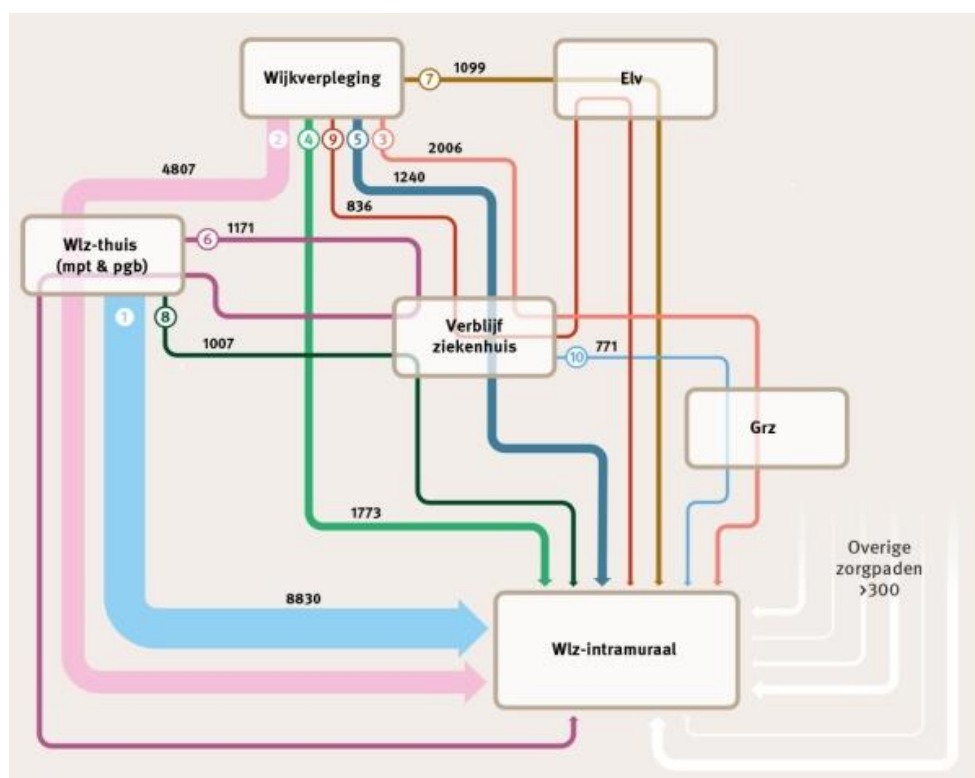 Wijkverpleging
7
1099
Elv
2
4
9
5
3
2006
4807
1240
836
Wlz-thuis
(mpt & pgb)
6
1171
1
8
1007
Verblijf
ziekenhuis
10
771
Grz
1773
Overige
zorgpaden
>300
8830
Wlz-intramuraal